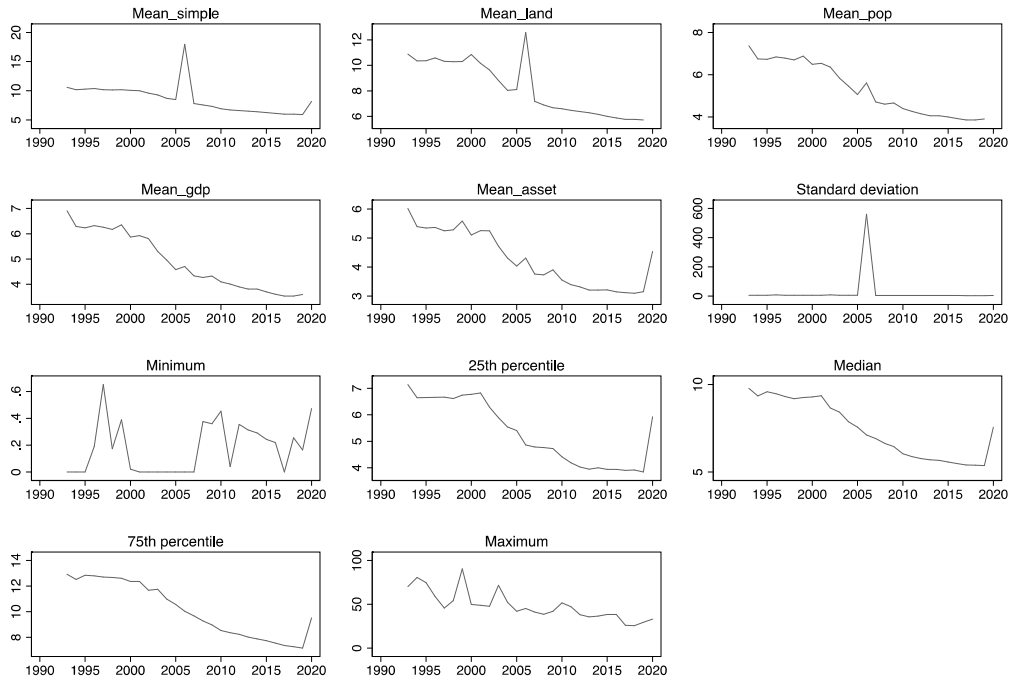 Mean_simple
5 10 15 20
1990 1995 2000 2005 2010 2015 2020
Mean_land
6 8 10 12
1990 1995 2000 2005 2010 2015 2020
Mean_pop
4 6 8
1990 1995 2000 2005 2010 2015 2020
Mean_gdp
4 5 6 7
1990 1995 2000 2005 2010 2015 2020
Mean_asset
3 4 5 6
1990 1995 2000 2005 2010 2015 2020
Standard deviation
0 200 400 600
1990 1995 2000 2005 2010 2015 2020
Minimum
0 .2 .4 .6
1990 1995 2000 2005 2010 2015 2020
25th percentile
4 5 6 7
1990 1995 2000 2005 2010 2015 2020
Median
5 10
1990 1995 2000 2005 2010 2015 2020
75th percentile
8 10 12 14
1990 1995 2000 2005 2010 2015 2020
Maximum
0 50 100
1990 1995 2000 2005 2010 2015 2020